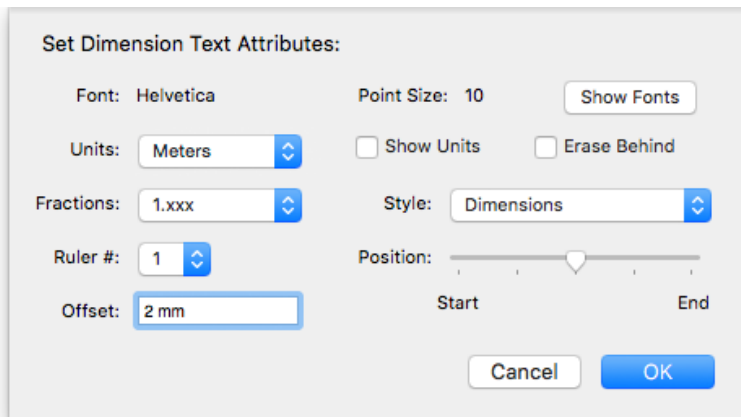 Set Dimension Text Attributes:
Font: Helvetica Point Size: 10 Show Fonts
Units: Meters Show Units Erase Behind
Fractions: 1.xxx Style: Dimensions
Ruler #: 1 Position:
Start End
Offset: 2 mm
Cancel OK